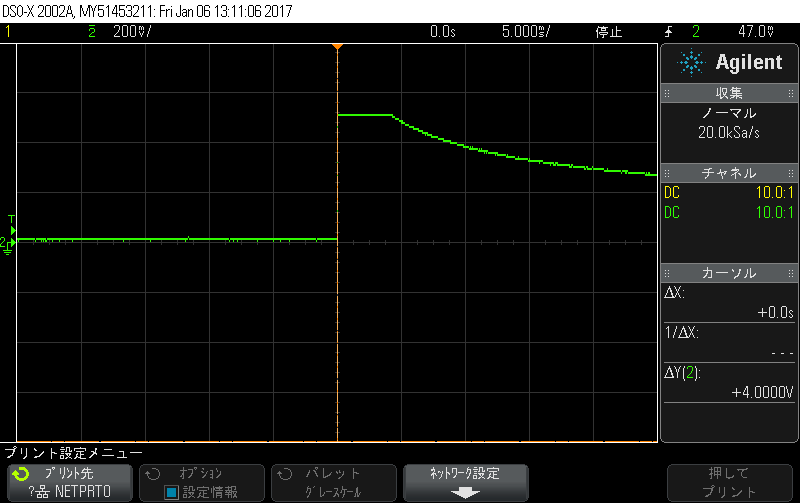 DSO-X 2002A, MY51453211: Fri Jan 06 13:11:06 2017
1 2 200V/ 0.0s 5.000s/ 停止 2 47.0V
Agilent
収集
ノーマル
20.0kSa/s
チャネル
DC 10.0:1
DC 10.0:1
カーソル
ΔX:
+0.0s
1/ΔX:
---
ΔY(2):
+4.0000V
T
2
プリント設定メニュー
プリント先
?品 NETPRT0
オプション
設定情報
パレット
グレースケール
ネットワーク設定
押して
プリント